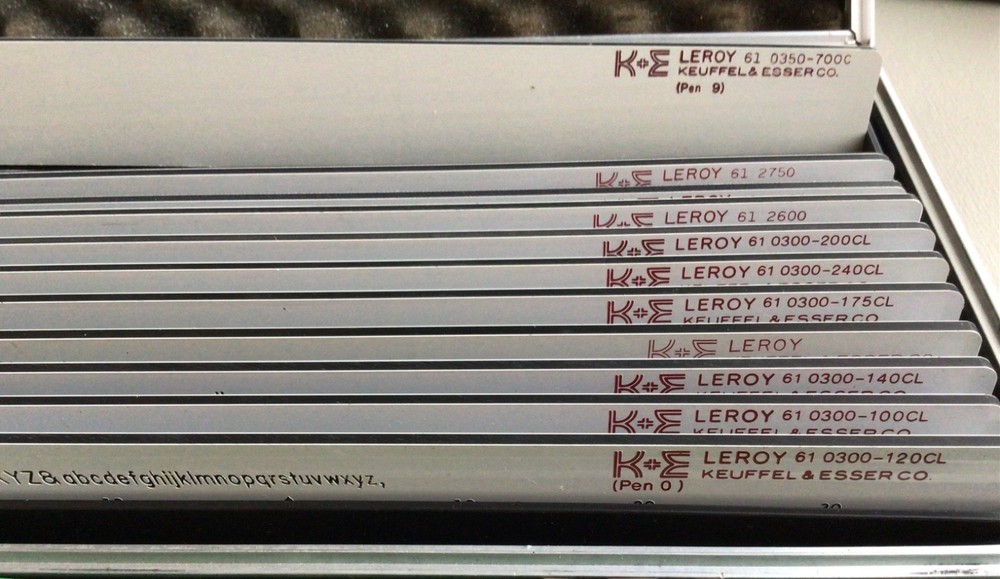 K+E LEROY 61 0350-700C
KEUFFEL & ESSER CO.
(Pen 9)
K+E LEROY 61 2750
LEROY
K+E LEROY 61 2600
K+E LEROY 61 0300-200CL
K+E LEROY 61 0300-240CL
K+E LEROY 61 0300-175CL
KEUFFEL & ESSER CO.
K+E LEROY
K+E LEROY 61 0300-140CL
K+E LEROY 61 0300-100CL
KEUFFEL & ESSER CO.
K+E LEROY 61 0300-120CL
KEUFFEL & ESSER CO.
(Pen 0)
YZ& abcdefghijklmnopqrstuvwxyz,